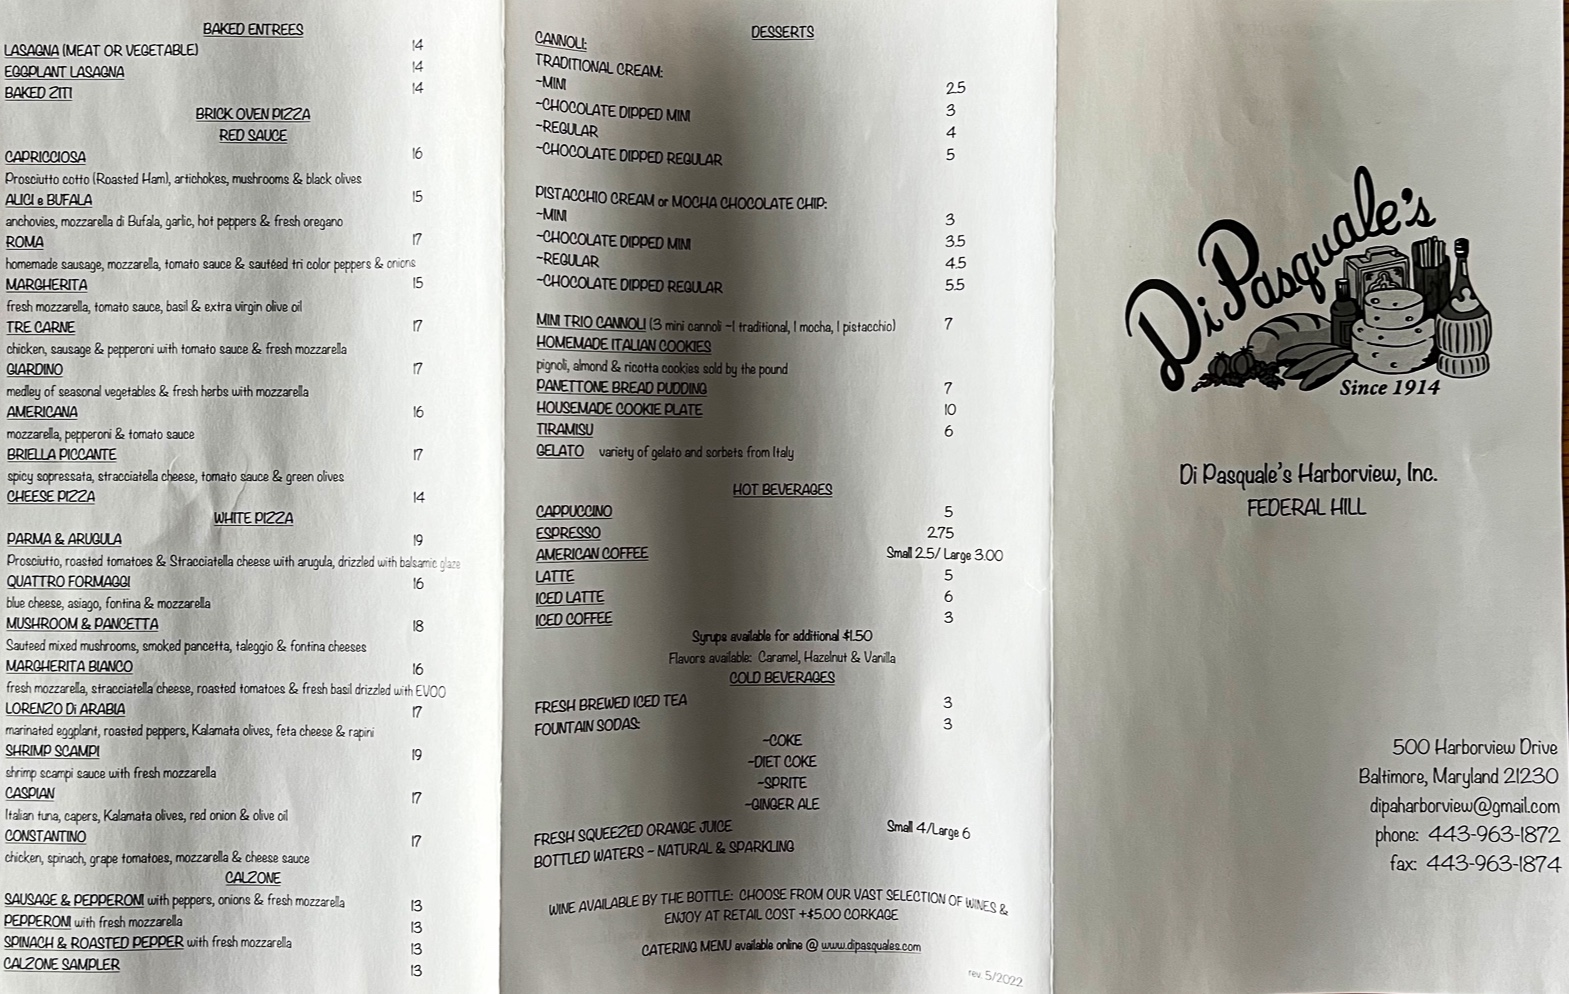 BAKED ENTREES
LASAGNA (MEAT OR VEGETABLE) 14
EGGPLANT LASAGNA 14
BAKED ZITI 14
BRICK OVEN PIZZA
RED SAUCE
CAPRICCIOSA 16
Prosciutto cotto (Roasted Ham), artichokes, mushrooms & black olives
ALICI e BUFALA 15
anchovies, mozzarella di Bufala, garlic, hot peppers & fresh oregano
ROMA 17
homemade sausage, mozzarella, tomato sauce & sautéed tri color peppers & onions
MARGHERITA 15
fresh mozzarella, tomato sauce, basil & extra virgin olive oil
TRE CARNE 17
chicken, sausage & pepperoni with tomato sauce & fresh mozzarella
GIARDINO 17
medley of seasonal vegetables & fresh herbs with mozzarella
AMERICANA 16
mozzarella, pepperoni & tomato sauce
BRIELLA PICCANTE 17
spicy sopressata, stracciatella cheese, tomato sauce & green olives
CHEESE PIZZA 14
WHITE PIZZA
PARMA & ARUGULA 19
Prosciutto, roasted tomatoes & Stracciatella cheese with arugula, drizzled with balsamic glaze
QUATTRO FORMAGGI 16
blue cheese, asiago, fontina & mozzarella
MUSHROOM & PANCETTA 18
Sauteed mixed mushrooms, smoked pancetta, taleggio & fontina cheeses
MARGHERITA BIANCO 16
fresh mozzarella, stracciatella cheese, roasted tomatoes & fresh basil drizzled with EVOO
LORENZO Di ARABIA 17
marinated eggplant, roasted peppers, Kalamata olives, feta cheese & rapini
SHRIMP SCAMPI 19
shrimp scampi sauce with fresh mozzarella
CASPIAN 17
Italian tuna, capers, Kalamata olives, red onion & olive oil
CONSTANTINO 17
chicken, spinach, grape tomatoes, mozzarella & cheese sauce
CALZONE
SAUSAGE & PEPPERONI with peppers, onions & fresh mozzarella 13
PEPPERONI with fresh mozzarella 13
SPINACH & ROASTED PEPPER with fresh mozzarella 13
CALZONE SAMPLER 13
DESSERTS
CANNOLI:
TRADITIONAL CREAM:
-MINI 2.5
-CHOCOLATE DIPPED MINI 3
-REGULAR 4
-CHOCOLATE DIPPED REGULAR 5
PISTACCHIO CREAM or MOCHA CHOCOLATE CHIP:
-MINI 3
-CHOCOLATE DIPPED MINI 3.5
-REGULAR 4.5
-CHOCOLATE DIPPED REGULAR 5.5
MINI TRIO CANNOLI (3 mini cannoli -1 traditional, 1 mocha, 1 pistacchio) 7
HOMEMADE ITALIAN COOKIES
pignoli, almond & ricotta cookies sold by the pound
PANETTONE BREAD PUDDING 7
HOUSEMADE COOKIE PLATE 10
TIRAMISU 6
GELATO variety of gelato and sorbets from Italy
HOT BEVERAGES
CAPPUCCINO 5
ESPRESSO 2.75
AMERICAN COFFEE Small 2.5/ Large 3.00
LATTE 5
ICED LATTE 6
ICED COFFEE 3
Syrups available for additional $1.50
Flavors available: Caramel, Hazelnut & Vanilla
COLD BEVERAGES
FRESH BREWED ICED TEA 3
FOUNTAIN SODAS: 3
-COKE
-DIET COKE
-SPRITE
-GINGER ALE
FRESH SQUEEZED ORANGE JUICE Small 4/Large 6
BOTTLED WATERS - NATURAL & SPARKLING
WINE AVAILABLE BY THE BOTTLE: CHOOSE FROM OUR VAST SELECTION OF WINES &
ENJOY AT RETAIL COST +$5.00 CORKAGE
CATERING MENU available online @ www.dipasquales.com
rev. 5/2022
Di Pasquale's
Since 1914
Di Pasquale's Harborview, Inc.
FEDERAL HILL
500 Harborview Drive
Baltimore, Maryland 21230
dipaharborview@gmail.com
phone: 443-963-1872
fax: 443-963-1874